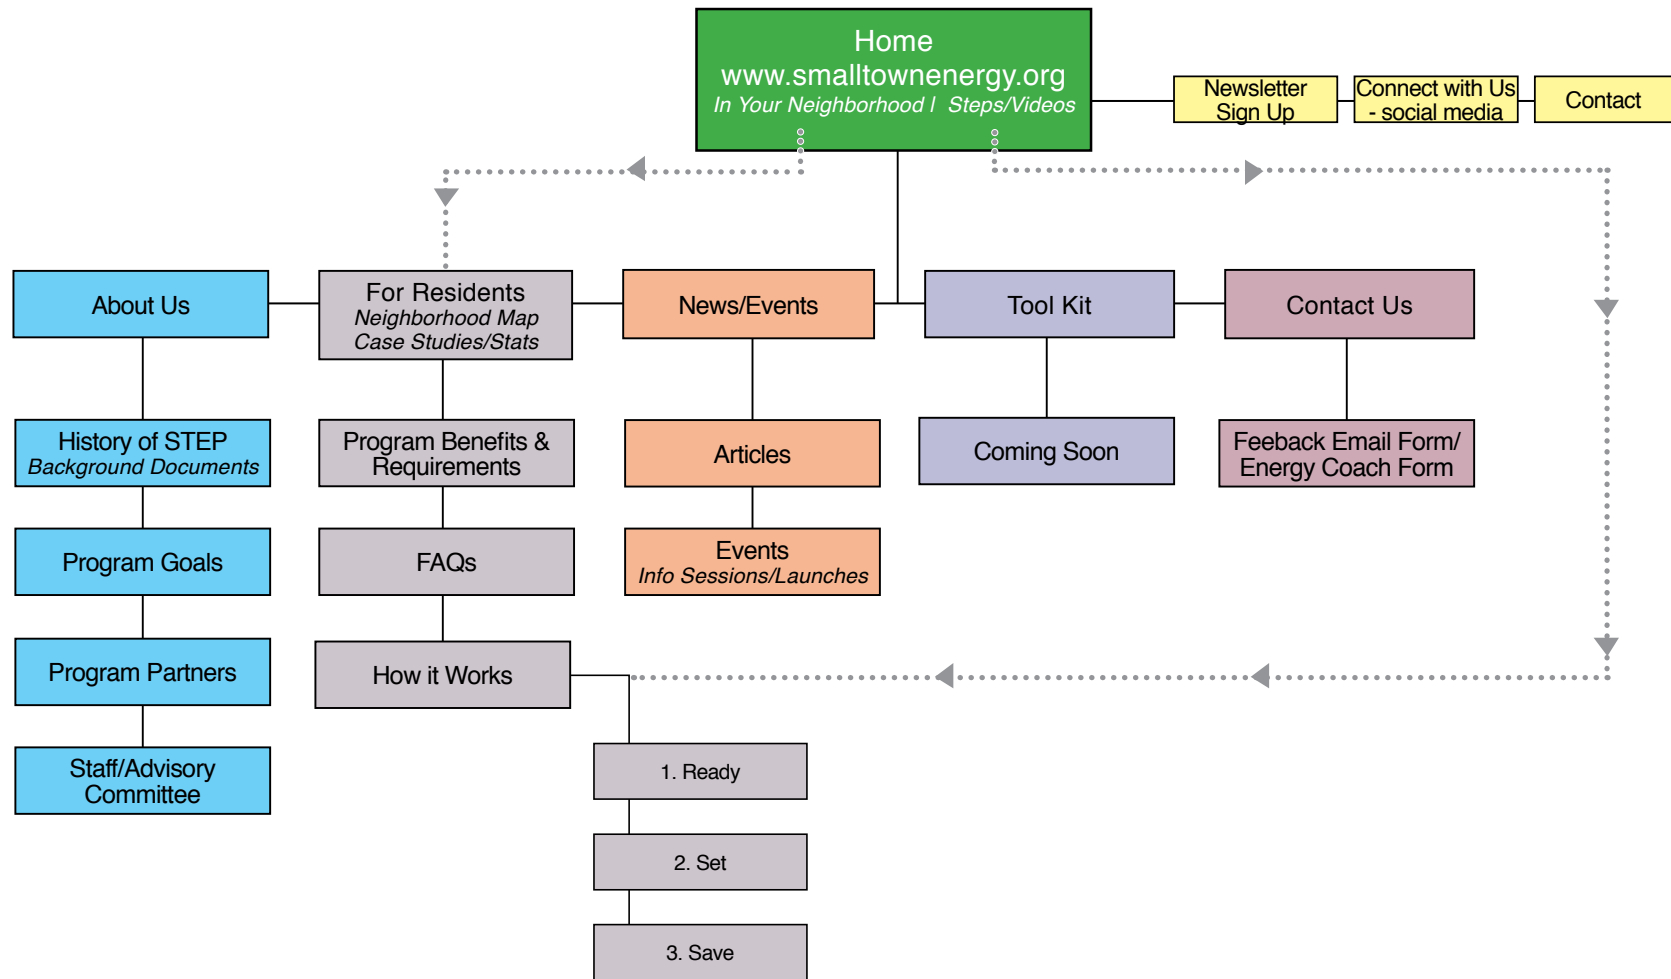 Home
www.smalltownenergy.org
In Your Neighborhood | Steps/Videos
Newsletter
Sign Up
Connect with Us
- social media
Contact
About Us
For Residents
Neighborhood Map
Case Studies/Stats
News/Events
Tool Kit
Contact Us
History of STEP
Background Documents
Program Benefits &
Requirements
Articles
Coming Soon
Feeback Email Form/
Energy Coach Form
Program Goals
FAQs
Events
Info Sessions/Launches
Program Partners
How it Works
Staff/Advisory
Committee
1. Ready
2. Set
3. Save